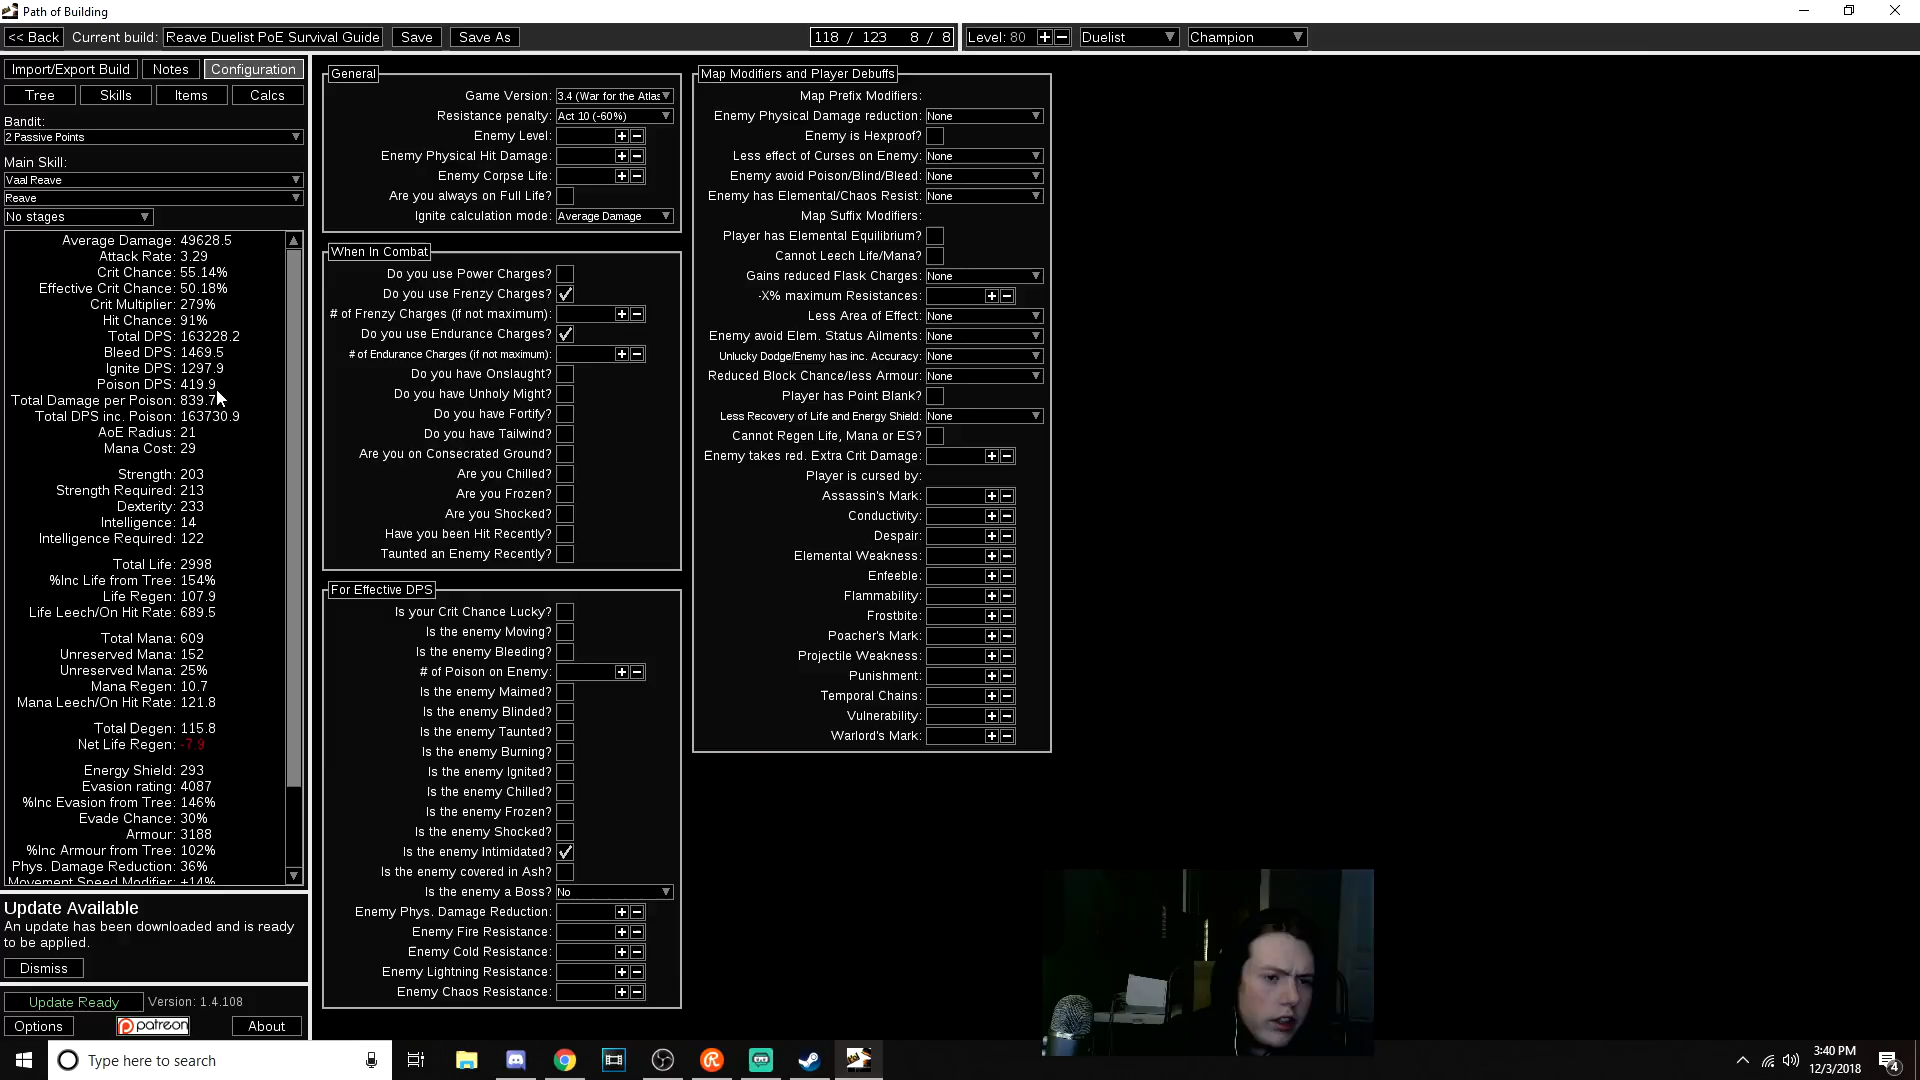 Path of Building
<< Back
Current build: Reave Duelist PoE Survival Guide
Save
Save As
118 / 123 8 / 8
Level: 80
Duelist
Champion
Import/Export Build
Notes
Configuration
Tree
Skills
Items
Calcs
Bandit:
2 Passive Points
Main Skill:
Vaal Reave
Reave
No stages
Average Damage: 49628.5
Attack Rate: 3.29
Crit Chance: 55.14%
Effective Crit Chance: 50.18%
Crit Multiplier: 279%
Hit Chance: 91%
Total DPS: 163228.2
Bleed DPS: 1469.5
Ignite DPS: 1297.9
Poison DPS: 419.9
Total Damage per Poison: 839.7
Total DPS inc. Poison: 163730.9
AoE Radius: 21
Mana Cost: 29
Strength: 203
Strength Required: 213
Dexterity: 233
Intelligence: 14
Intelligence Required: 122
Total Life: 2998
%Inc Life from Tree: 154%
Life Regen: 107.9
Life Leech/On Hit Rate: 689.5
Total Mana: 609
Unreserved Mana: 152
Unreserved Mana: 25%
Mana Regen: 10.7
Mana Leech/On Hit Rate: 121.8
Total Degen: 115.8
Net Life Regen: -7.9
Energy Shield: 293
Evasion rating: 4087
%Inc Evasion from Tree: 146%
Evade Chance: 30%
Armour: 3188
%Inc Armour from Tree: 102%
Phys. Damage Reduction: 36%
Movement Speed Modifier: +14%
Update Available
An update has been downloaded and is ready
to be applied.
Dismiss
Update Ready
Version: 1.4.108
Options
patreon
About
General
Game Version: 3.4 (War for the Atlas
Resistance penalty: Act 10 (-60%)
Enemy Level:
Enemy Physical Hit Damage:
Enemy Corpse Life:
Are you always on Full Life?
Ignite calculation mode: Average Damage
When In Combat
Do you use Power Charges?
Do you use Frenzy Charges?
# of Frenzy Charges (if not maximum):
Do you use Endurance Charges?
# of Endurance Charges (if not maximum):
Do you have Onslaught?
Do you have Unholy Might?
Do you have Fortify?
Do you have Tailwind?
Are you on Consecrated Ground?
Are you Chilled?
Are you Frozen?
Are you Shocked?
Have you been Hit Recently?
Taunted an Enemy Recently?
For Effective DPS
Is your Crit Chance Lucky?
Is the enemy Moving?
Is the enemy Bleeding?
# of Poison on Enemy:
Is the enemy Maimed?
Is the enemy Blinded?
Is the enemy Taunted?
Is the enemy Burning?
Is the enemy Ignited?
Is the enemy Chilled?
Is the enemy Frozen?
Is the enemy Shocked?
Is the enemy Intimidated?
Is the enemy covered in Ash?
Is the enemy a Boss? No
Enemy Phys. Damage Reduction:
Enemy Fire Resistance:
Enemy Cold Resistance:
Enemy Lightning Resistance:
Enemy Chaos Resistance:
Map Modifiers and Player Debuffs
Map Prefix Modifiers:
Enemy Physical Damage reduction: None
Enemy is Hexproof?
Less effect of Curses on Enemy: None
Enemy avoid Poison/Blind/Bleed: None
Enemy has Elemental/Chaos Resist: None
Map Suffix Modifiers:
Player has Elemental Equilibrium?
Cannot Leech Life/Mana?
Gains reduced Flask Charges: None
-X% maximum Resistances:
Less Area of Effect: None
Enemy avoid Elem. Status Ailments: None
Unlucky Dodge/Enemy has inc. Accuracy: None
Reduced Block Chance/less Armour: None
Player has Point Blank?
Less Recovery of Life and Energy Shield: None
Cannot Regen Life, Mana or ES?
Enemy takes red. Extra Crit Damage:
Player is cursed by:
Assassin's Mark:
Conductivity:
Despair:
Elemental Weakness:
Enfeeble:
Flammability:
Frostbite:
Poacher's Mark:
Projectile Weakness:
Punishment:
Temporal Chains:
Vulnerability:
Warlord's Mark:
Type here to search
3:40 PM
12/3/2018
4